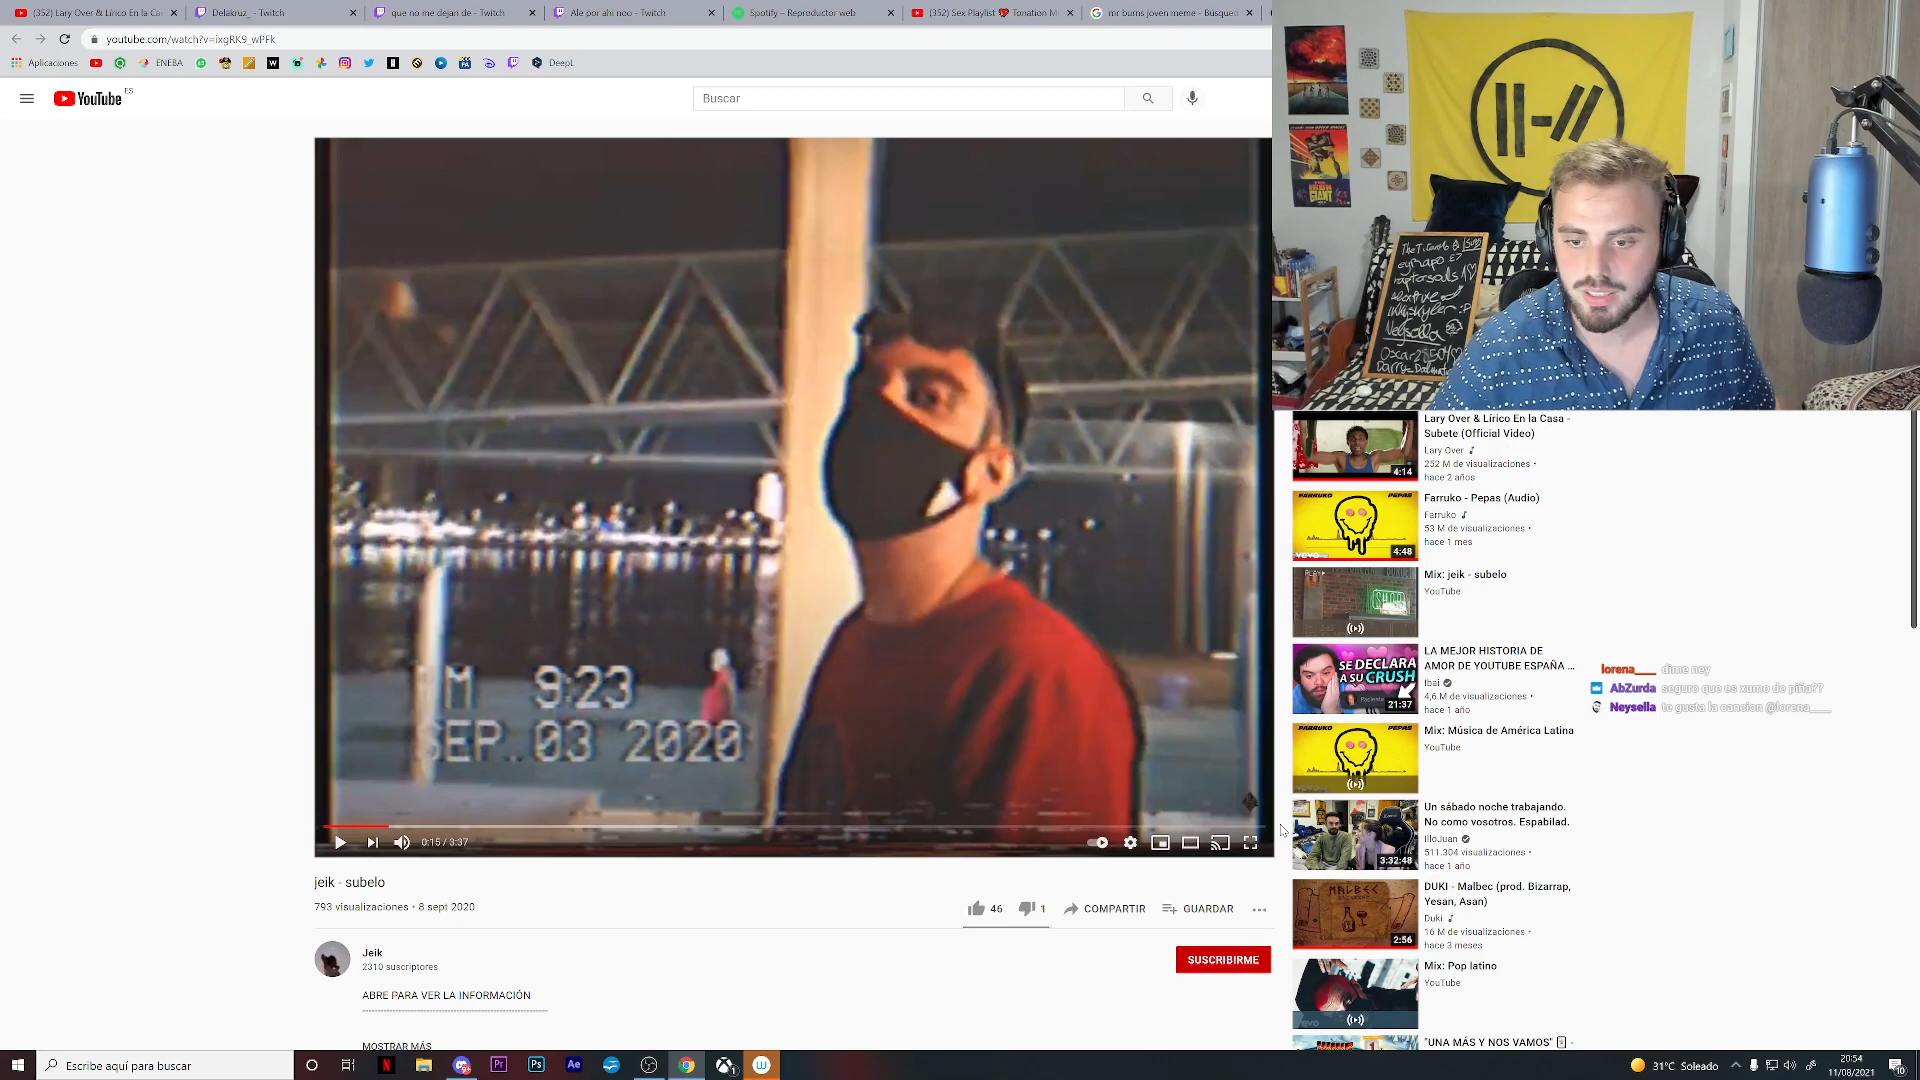 (352) Lary Over & Lírico En la Ca
Delakruz_ - Twitch
que no me dejan de - Twitch
Ale por ahi noo - Twitch
Spotify – Reproductor web
(352) Sex Playlist
mr burns joven meme - Búsqued
youtube.com/watch?v=ixgRK9_wPFk
Aplicaciones
ENEBA
DeepL
YouTube ES
Buscar
M 9:23
SEP. 03 2020
0:15 / 3:37
jeik - subelo
793 visualizaciones • 8 sept 2020
46
1
COMPARTIR
GUARDAR
Jeik
2310 suscriptores
SUSCRIBIRME
ABRE PARA VER LA INFORMACIÓN
MOSTRAR MÁS
Neysella
Lary Over & Lírico En la Casa -
Subete (Official Video)
Lary Over
252 M de visualizaciones •
hace 2 años
4:14
FARRUKO PEPAS
Farruko - Pepas (Audio)
Farruko
53 M de visualizaciones •
hace 1 mes
4:48
Mix: jeik - subelo
YouTube
SE DECLARA
A SU CRUSH
LA MEJOR HISTORIA DE
AMOR DE YOUTUBE ESPAÑA ...
Ibai
4,6 M de visualizaciones •
hace 1 año
21:37
FARRUKO PEPAS
Mix: Música de América Latina
YouTube
Un sábado noche trabajando.
No como vosotros. Espabilad.
IlloJuan
511.304 visualizaciones •
hace 1 año
3:32:48
MALBEC
DUKI - Malbec (prod. Bizarrap,
Yesan, Asan)
Duki
16 M de visualizaciones •
hace 3 meses
2:56
Mix: Pop latino
YouTube
"UNA MÁS Y NOS VAMOS"
lorena____ dime ney
AbZurda seguro que es xumo de piña??
Neysella te gusta la cancion @lorena____
Escribe aquí para buscar
31°C Soleado
20:54
11/08/2021